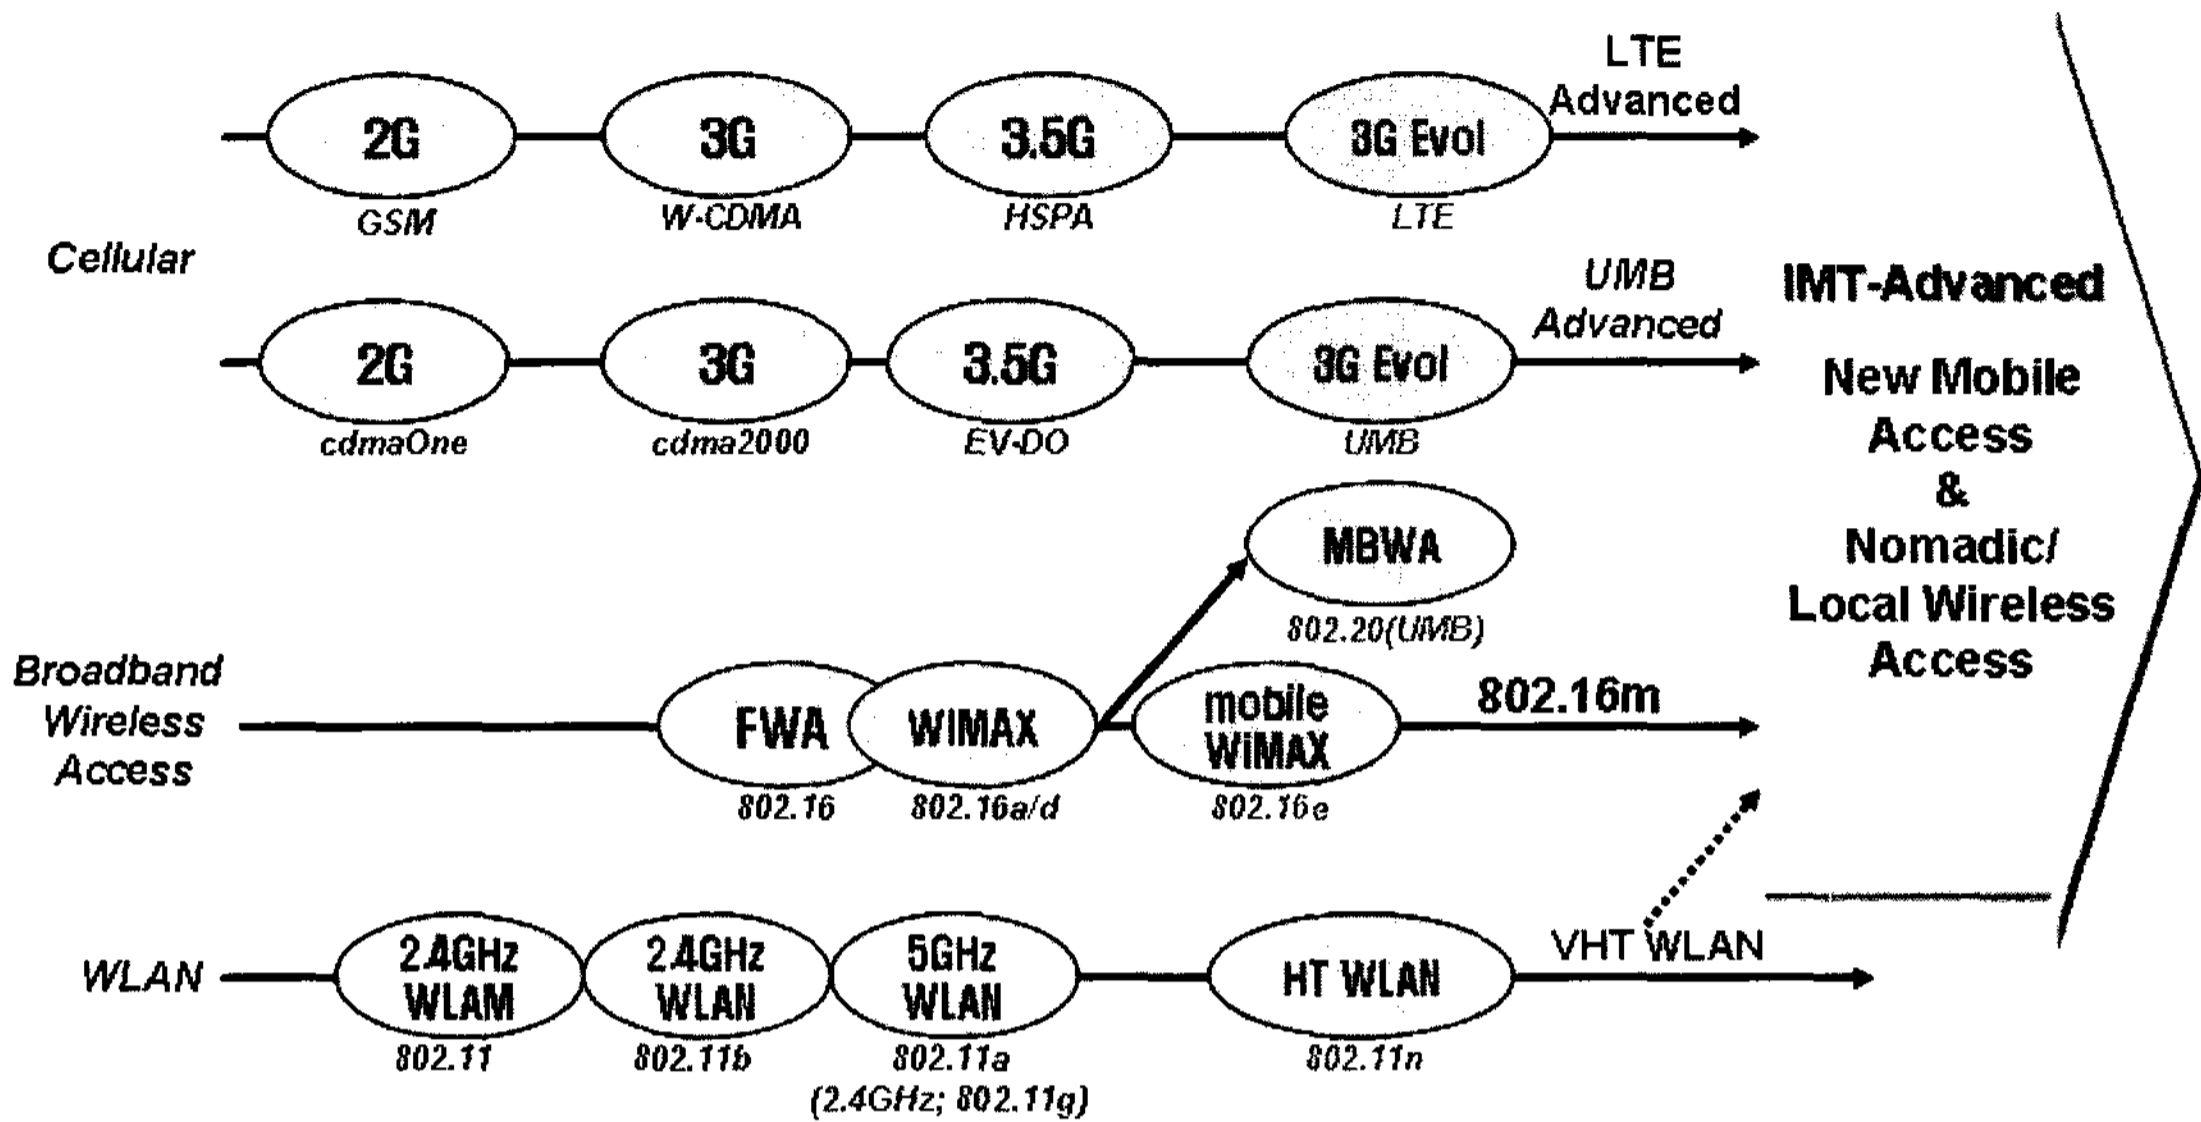 LTE
Advanced
2G
3G
3.5G
3G Evol
GSM
W-CDMA
HSPA
LTE
Cellular
UMB
Advanced
IMT-Advanced
2G
3G
3.5G
3G Evol
cdmaOne
cdma2000
EV-DO
UMB
New Mobile
Access
&
Nomadic/
Local Wireless
Access
MBWA
802.20(UMB)
Broadband
Wireless
Access
FWA
WIMAX
mobile
WiMAX
802.16m
802.16
802.16a/d
802.16e
WLAN
2.4GHz
WLAM
2.4GHz
WLAN
5GHz
WLAN
HT WLAN
VHT WLAN
802.11
802.11b
802.11a
(2.4GHz; 802.11g)
802.11n